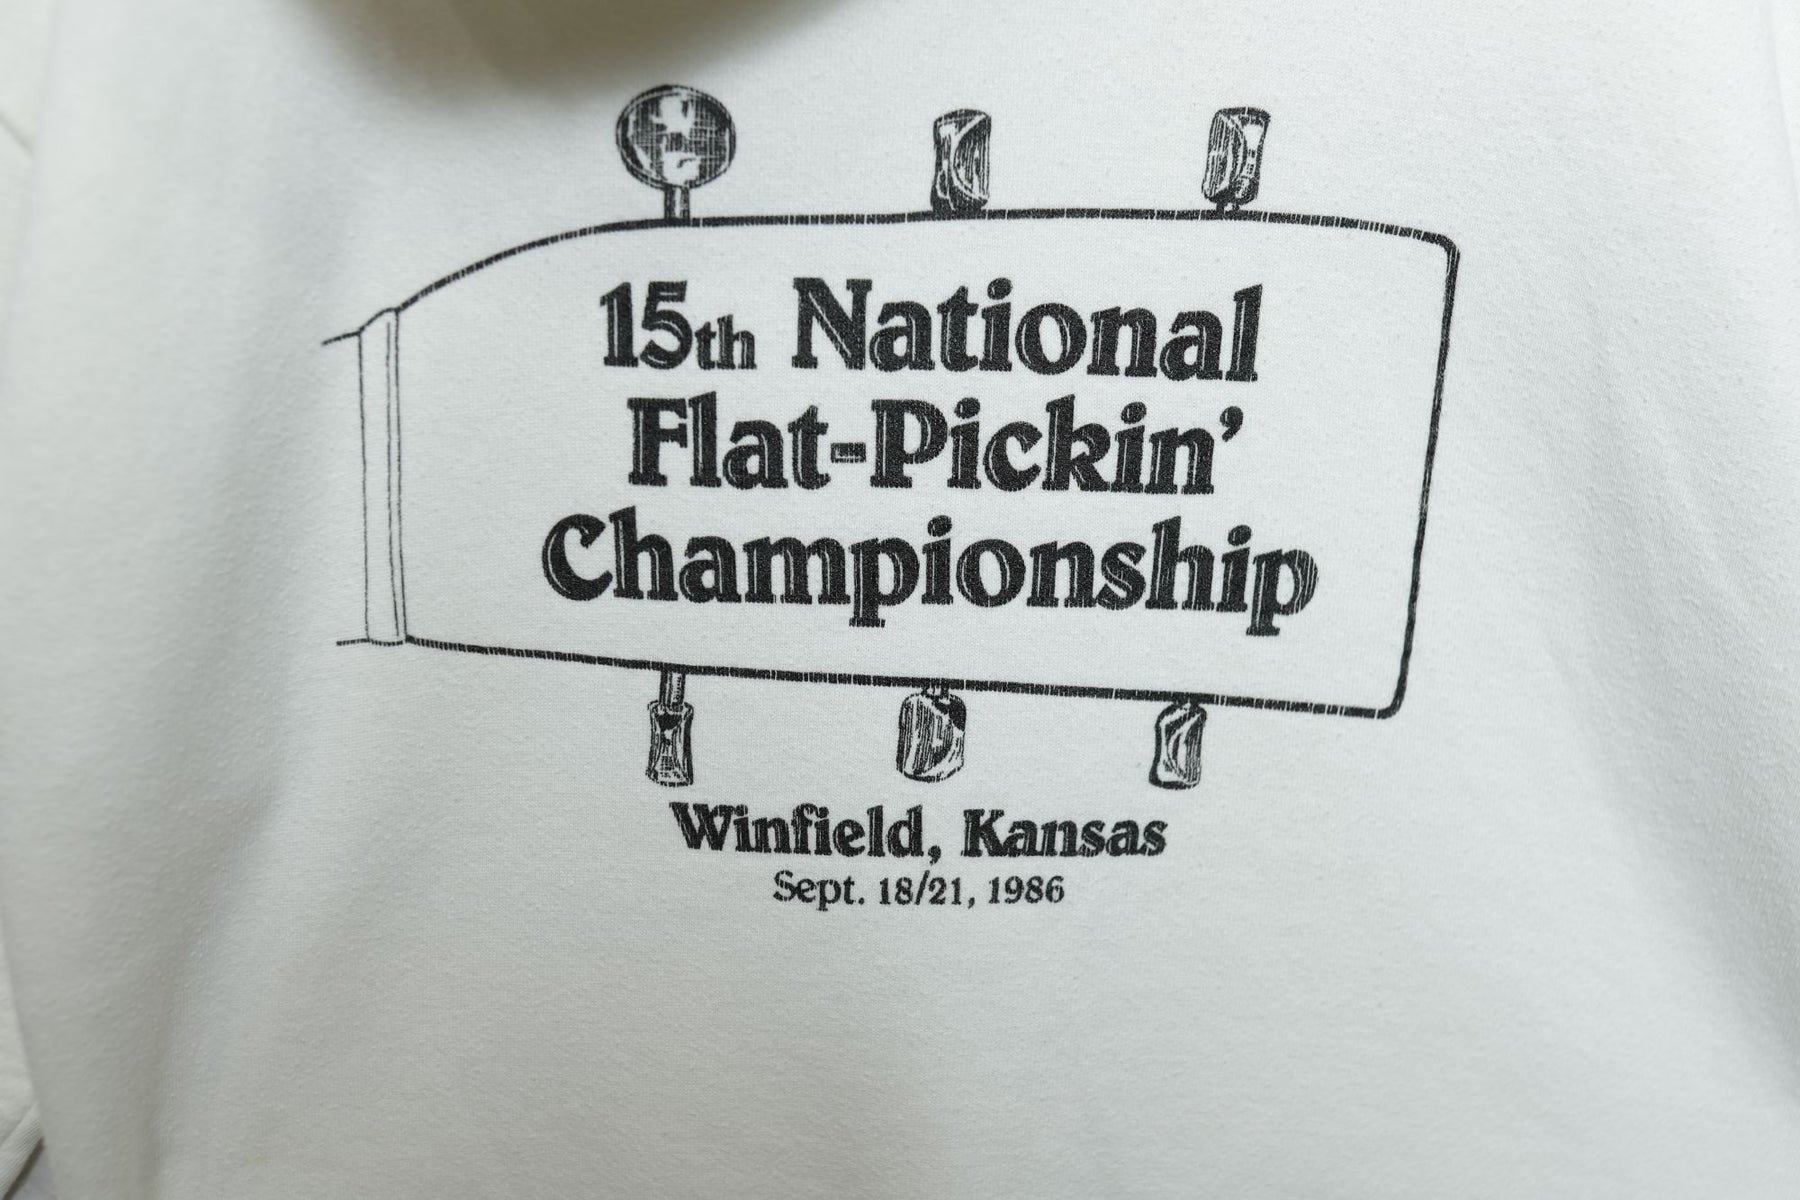 15th National
Flat-Pickin’
Championship
Winfield, Kansas
Sept. 18/21, 1986